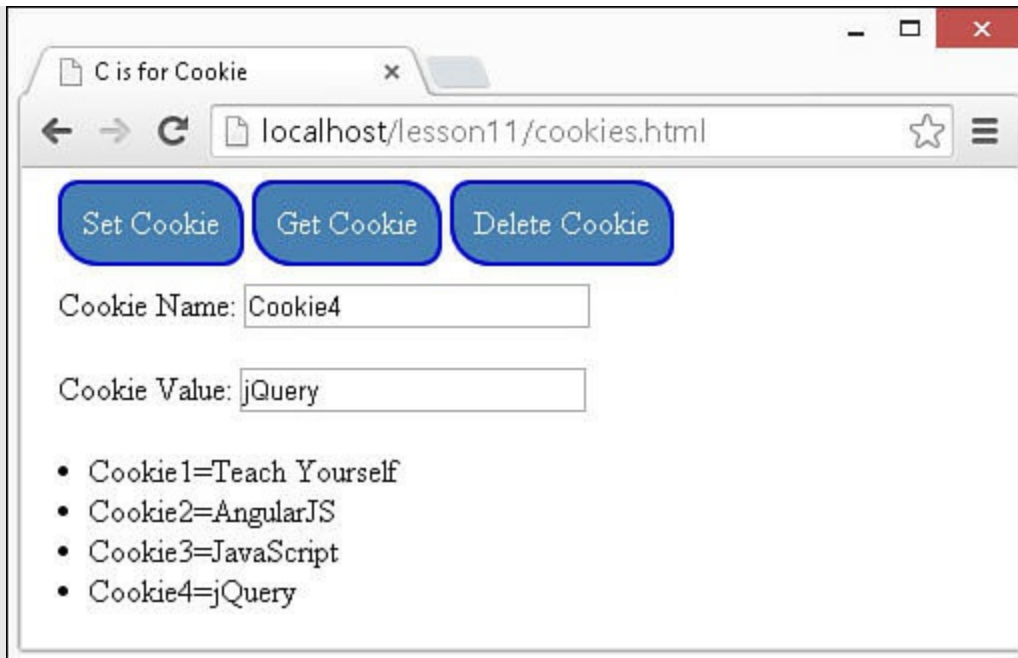 C is for Cookie
localhost/lesson11/cookies.html
Set Cookie Get Cookie Delete Cookie
Cookie Name: Cookie4
Cookie Value: jQuery
• Cookie1=Teach Yourself
• Cookie2=AngularJS
• Cookie3=JavaScript
• Cookie4=jQuery